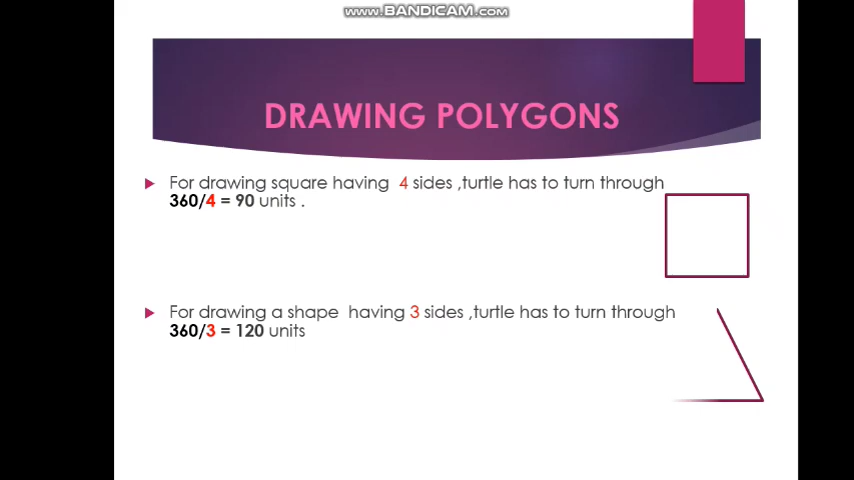 www.BANDICAM.com
DRAWING POLYGONS
For drawing square having 4 sides ,turtle has to turn through
360/4 = 90 units .
For drawing a shape having 3 sides ,turtle has to turn through
360/3 = 120 units